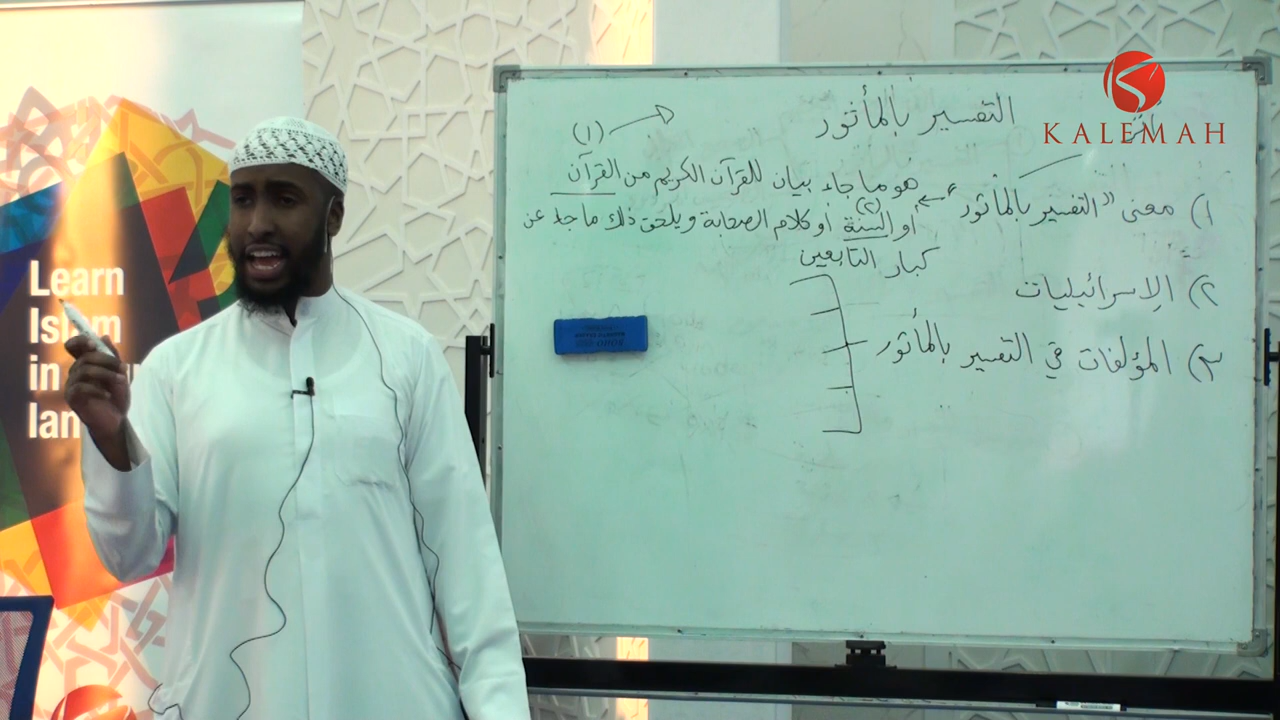 KALEMAH
التفسير بالمأثور
(١)
١) معنى "التفسير بالمأثور" هو ما جاء بيان للقرآن الكريم من القرآن
(٢)
أو السنة أو كلام الصحابة ويلحق ذلك ما جاء عن
كبار التابعين
٢) الإسرائيليات
٣) المؤلفات في التفسير بالمأثور
Learn
Islam
in
lan